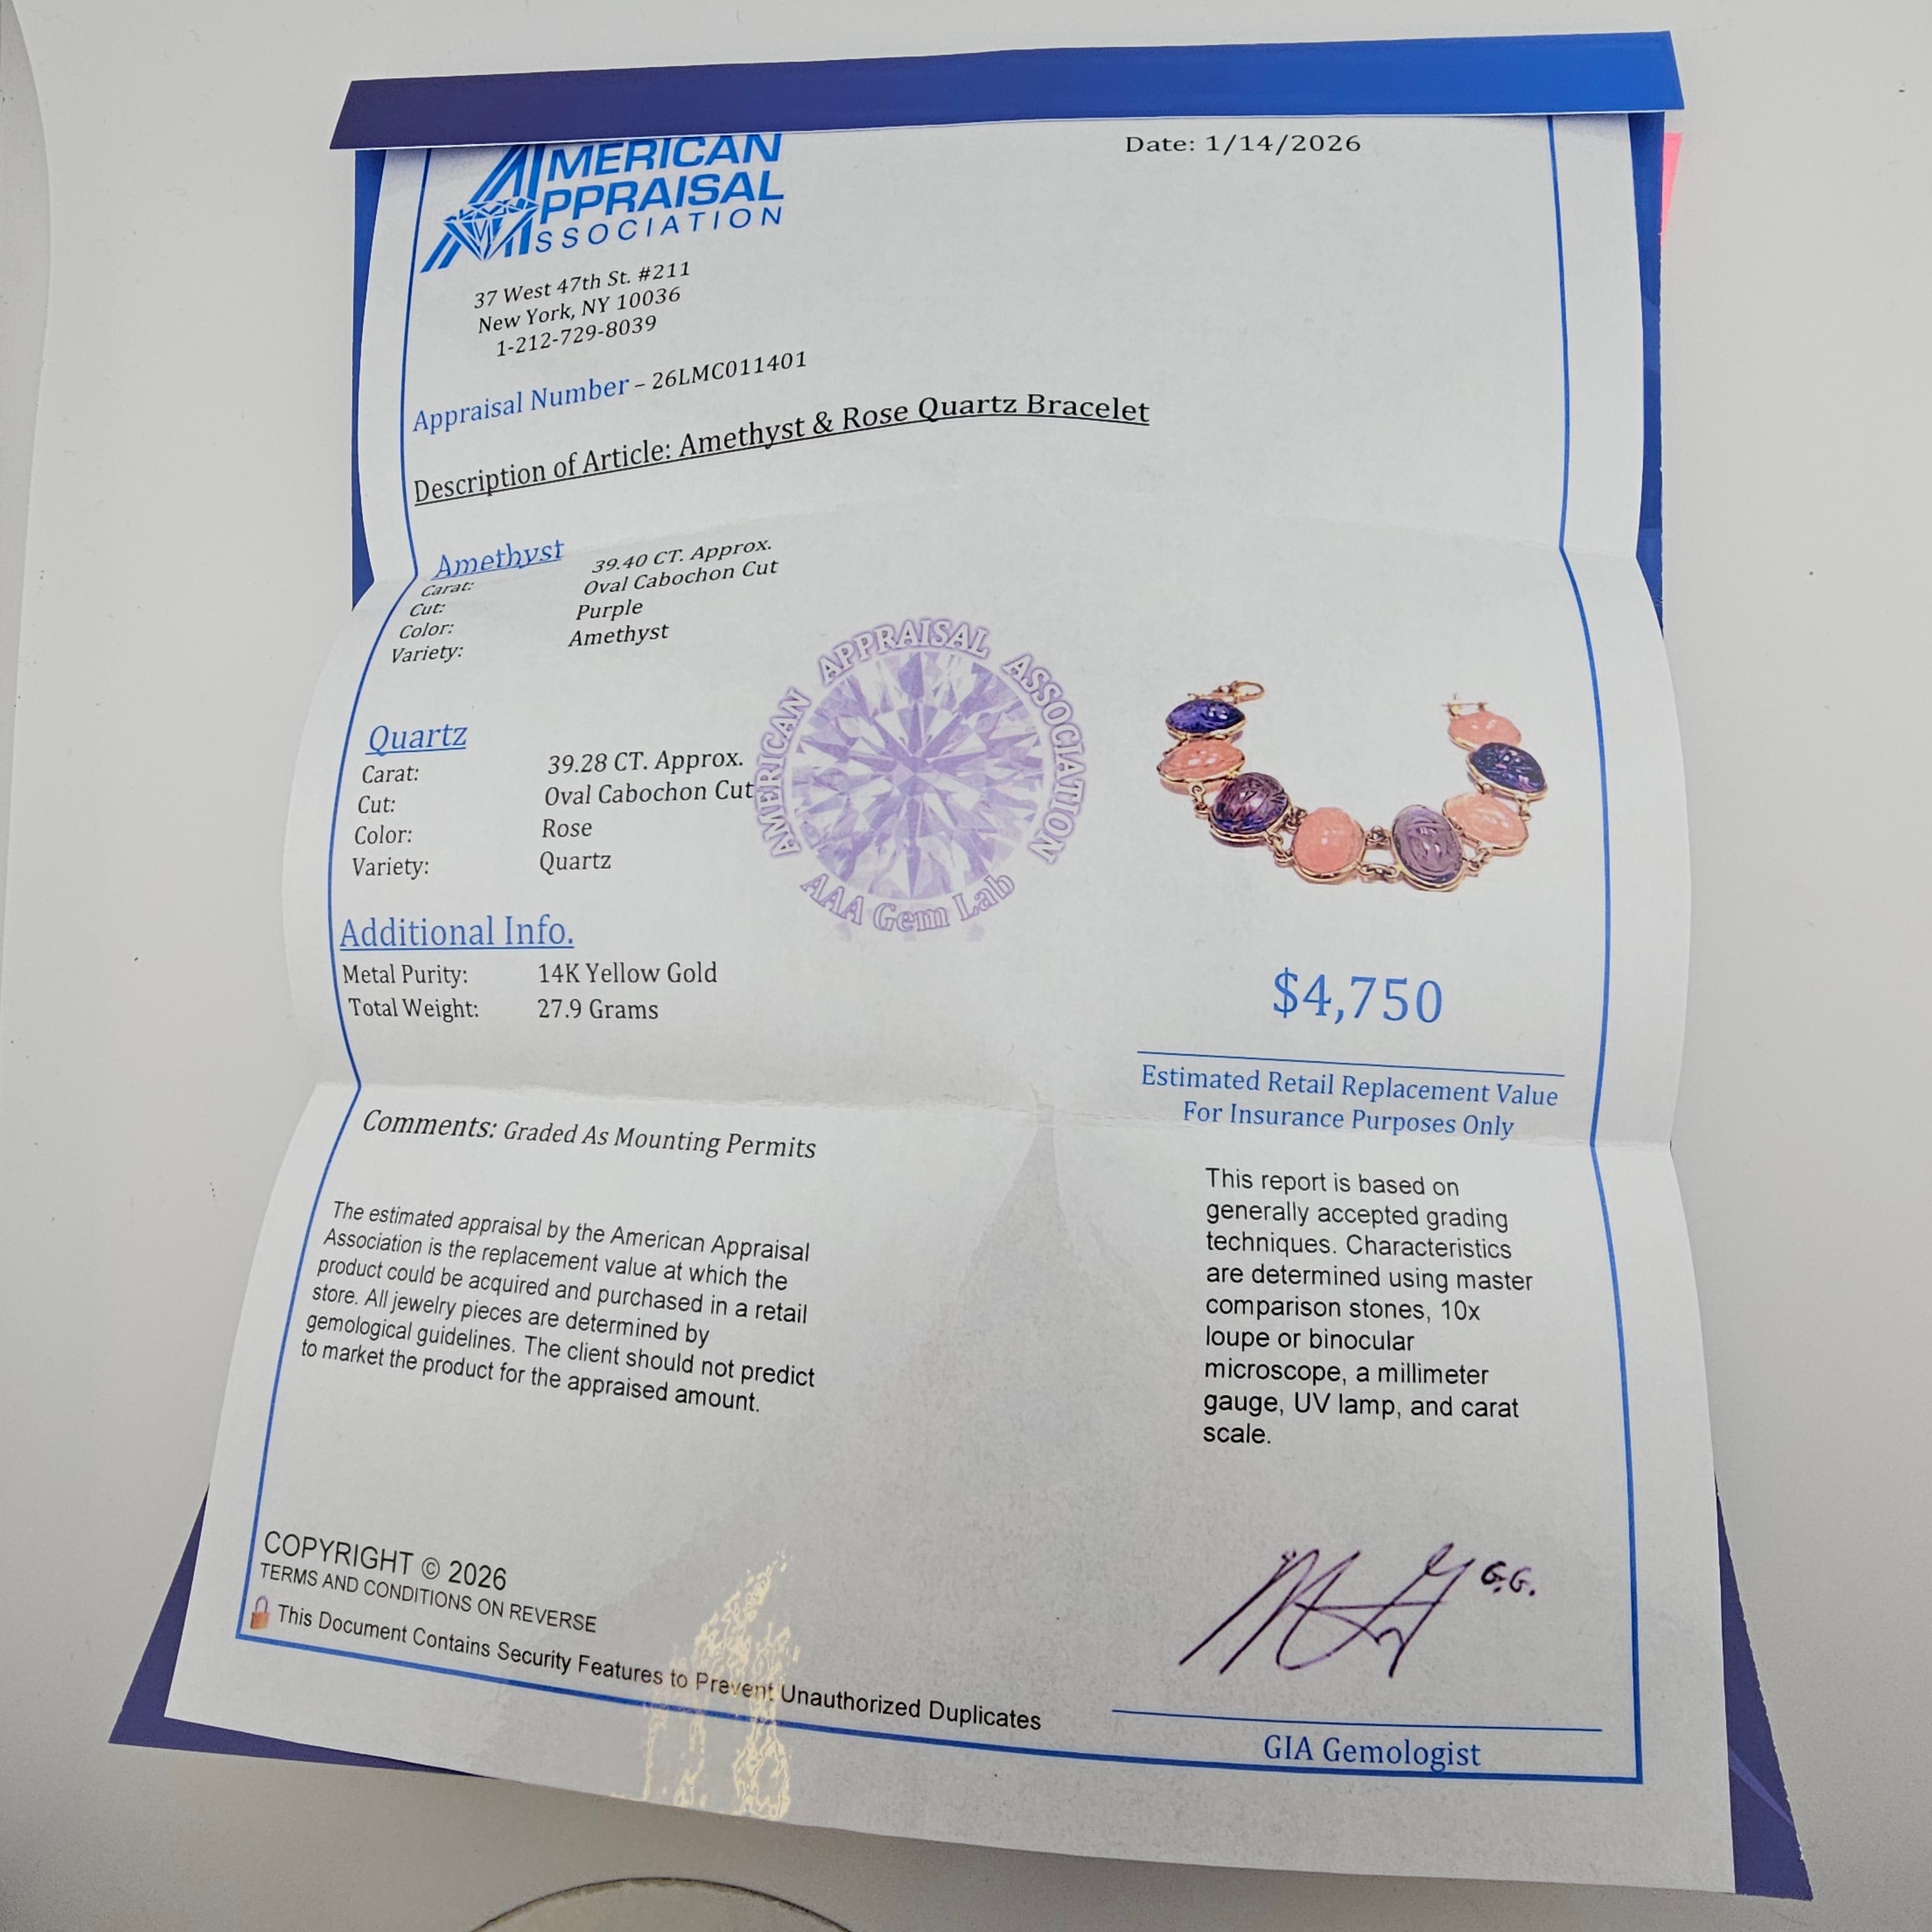 AMERICAN
APPRAISAL
ASSOCIATION
Date: 1/14/2026
37 West 47th St. #211
New York, NY 10036
1-212-729-8039
Appraisal Number – 26LMC011401
Description of Article: Amethyst & Rose Quartz Bracelet
Amethyst
Carat: 39.40 CT. Approx.
Cut: Oval Cabochon Cut
Color: Purple
Variety: Amethyst
Quartz
Carat: 39.28 CT. Approx.
Cut: Oval Cabochon Cut
Color: Rose
Variety: Quartz
AMERICAN APPRAISAL ASSOCIATION
AAA Gem Lab
Additional Info.
Metal Purity: 14K Yellow Gold
Total Weight: 27.9 Grams
$4,750
Estimated Retail Replacement Value
For Insurance Purposes Only
Comments: Graded As Mounting Permits
The estimated appraisal by the American Appraisal
Association is the replacement value at which the
product could be acquired and purchased in a retail
store. All jewelry pieces are determined by
gemological guidelines. The client should not predict
to market the product for the appraised amount.
This report is based on
generally accepted grading
techniques. Characteristics
are determined using master
comparison stones, 10x
loupe or binocular
microscope, a millimeter
gauge, UV lamp, and carat
scale.
COPYRIGHT © 2026
TERMS AND CONDITIONS ON REVERSE
This Document Contains Security Features to Prevent Unauthorized Duplicates
G.G.
GIA Gemologist